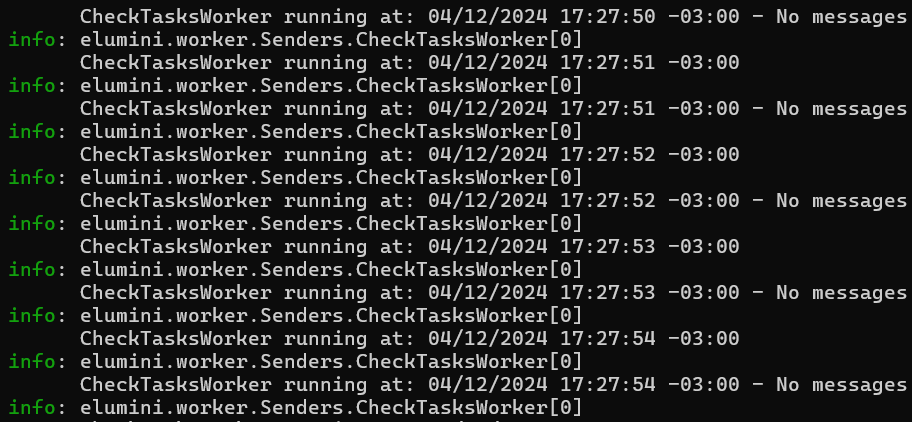 CheckTasksWorker running at: 04/12/2024 17:27:50 -03:00 - No messages
info: elumini.worker.Senders.CheckTasksWorker[0]
CheckTasksWorker running at: 04/12/2024 17:27:51 -03:00
info: elumini.worker.Senders.CheckTasksWorker[0]
CheckTasksWorker running at: 04/12/2024 17:27:51 -03:00 - No messages
info: elumini.worker.Senders.CheckTasksWorker[0]
CheckTasksWorker running at: 04/12/2024 17:27:52 -03:00
info: elumini.worker.Senders.CheckTasksWorker[0]
CheckTasksWorker running at: 04/12/2024 17:27:52 -03:00 - No messages
info: elumini.worker.Senders.CheckTasksWorker[0]
CheckTasksWorker running at: 04/12/2024 17:27:53 -03:00
info: elumini.worker.Senders.CheckTasksWorker[0]
CheckTasksWorker running at: 04/12/2024 17:27:53 -03:00 - No messages
info: elumini.worker.Senders.CheckTasksWorker[0]
CheckTasksWorker running at: 04/12/2024 17:27:54 -03:00
info: elumini.worker.Senders.CheckTasksWorker[0]
CheckTasksWorker running at: 04/12/2024 17:27:54 -03:00 - No messages
info: elumini.worker.Senders.CheckTasksWorker[0]